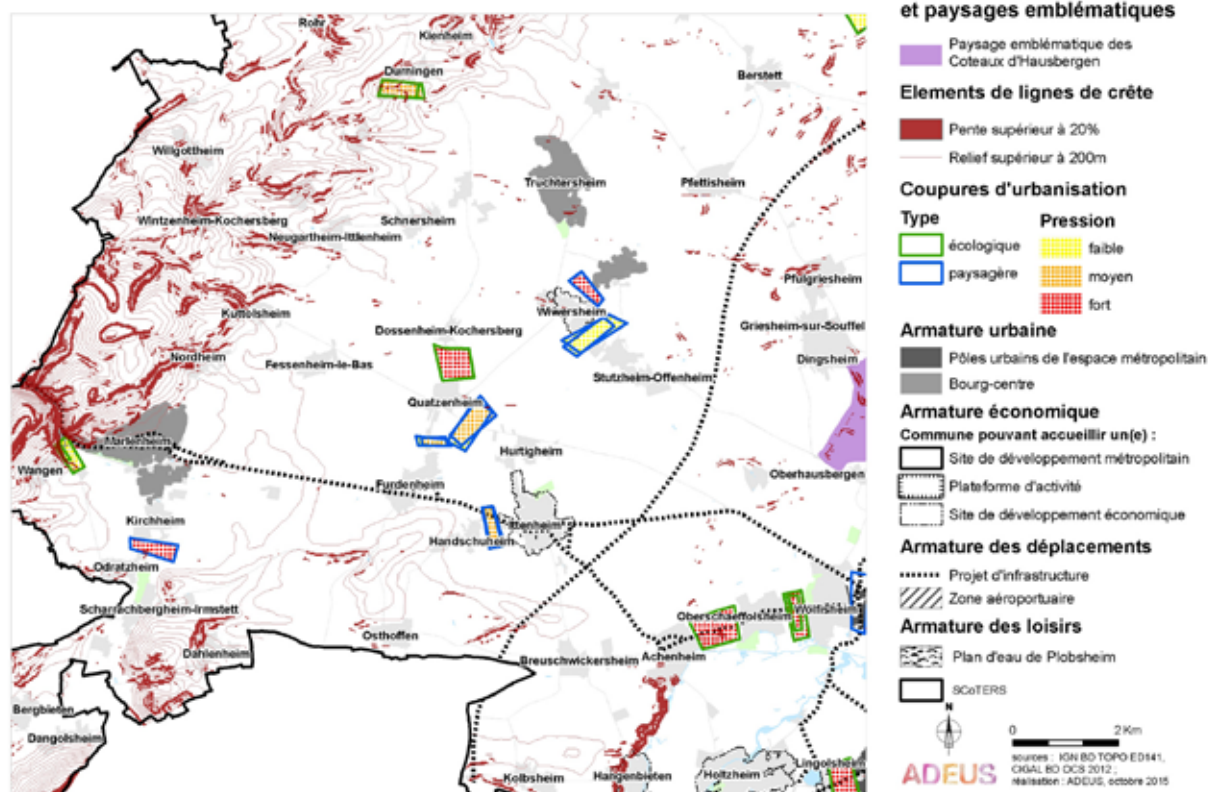 Rohr
Kienheim
Durningen
Berstett
Willgottheim
Truchtersheim
Pfettisheim
Wintzenheim-Kochersberg
Schnersheim
Neugartheim-Ittlenheim
Pfulgriesheim
Wiwersheim
Kuttolsheim
Dossenheim-Kochersberg
Griesheim-sur-Souffel
Nordheim
Fessenheim-le-Bas
Dingsheim
Stutzheim-Offenheim
Quatzenheim
Marlenheim
Hurtigheim
Wangen
Oberhausbergen
Furdenheim
Kirchheim
Ittenheim
Handschuheim
Odratzheim
Scharrachbergheim-Irmstett
Oberschaeffolsheim
Wolfisheim
Osthoffen
Dahlenheim
Breuschwickersheim
Achenheim
Bergbieten
Dangolsheim
Kolbsheim
Hangenbieten
Holtzheim
Lingolsheim
et paysages emblématiques
Paysage emblématique des
Coteaux d'Hausbergen
Elements de lignes de crête
Pente supérieur à 20%
Relief supérieur à 200m
Coupures d'urbanisation
Type
Pression
écologique
faible
paysagère
moyen
fort
Armature urbaine
Pôles urbains de l'espace métropolitain
Bourg-centre
Armature économique
Commune pouvant accueillir un(e) :
Site de développement métropolitain
Plateforme d'activité
Site de développement économique
Armature des déplacements
Projet d'infrastructure
Zone aéroportuaire
Armature des loisirs
Plan d'eau de Plobsheim
SCoTERS
N
0 2 Km
ADEUS
sources : IGN BD TOPO ED141,
CIGAL BD OCS 2012 ;
réalisation : ADEUS, octobre 2015